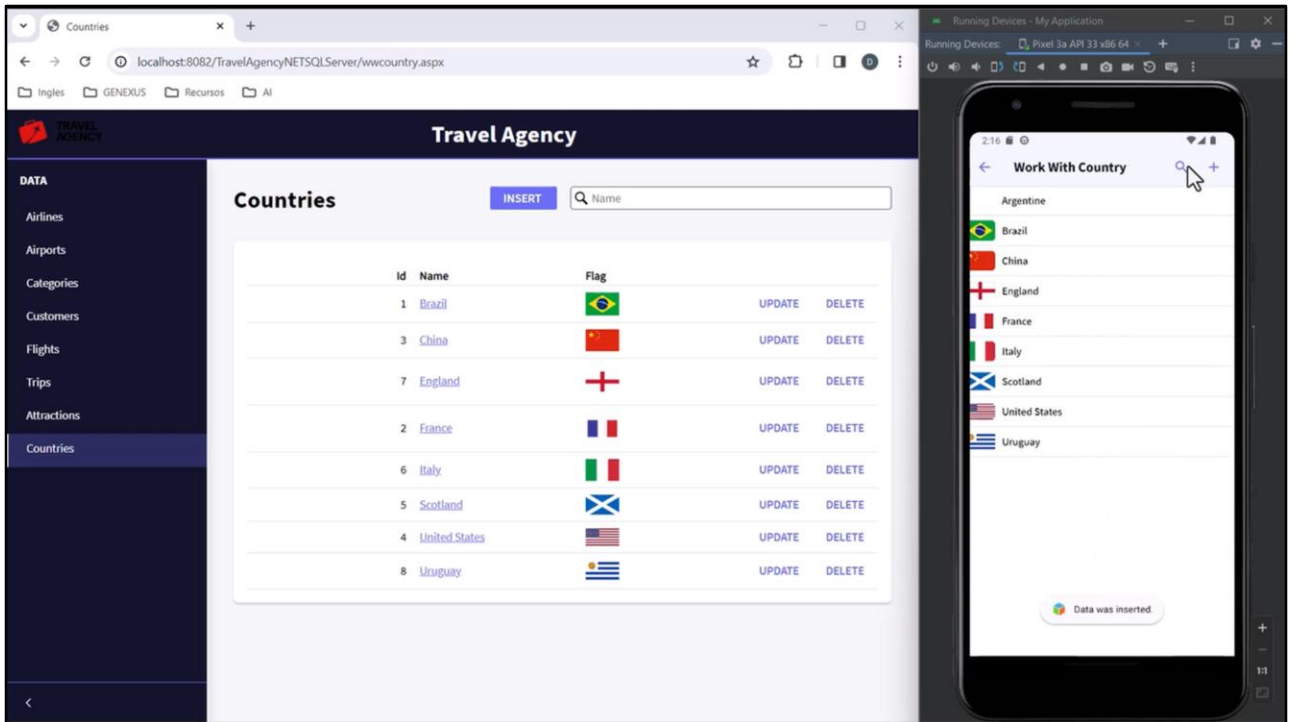 Countries
localhost:8082/TravelAgencyNETSQLServer/wwcountry.aspx
D
Ingles GENEXUS Recursos AI
TRAVEL
AGENCY
Travel Agency
DATA
Airlines
Airports
Categories
Customers
Flights
Trips
Attractions
Countries
Countries
INSERT
Name
Id Name Flag
1 Brazil UPDATE DELETE
3 China UPDATE DELETE
7 England UPDATE DELETE
2 France UPDATE DELETE
6 Italy UPDATE DELETE
5 Scotland UPDATE DELETE
4 United States UPDATE DELETE
8 Uruguay UPDATE DELETE
Running Devices - My Application
Running Devices: Pixel 3a API 33 x86 64
2:16
Work With Country
Argentine
Brazil
China
England
France
Italy
Scotland
United States
Uruguay
Data was inserted.
1:1